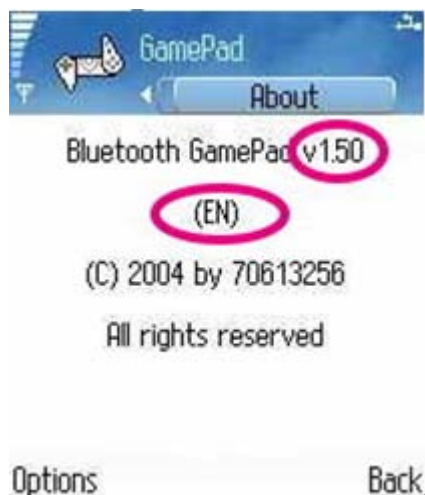 GamePad
About
Bluetooth GamePad v1.50
(EN)
(C) 2004 by 70613256
All rights reserved
Options Back